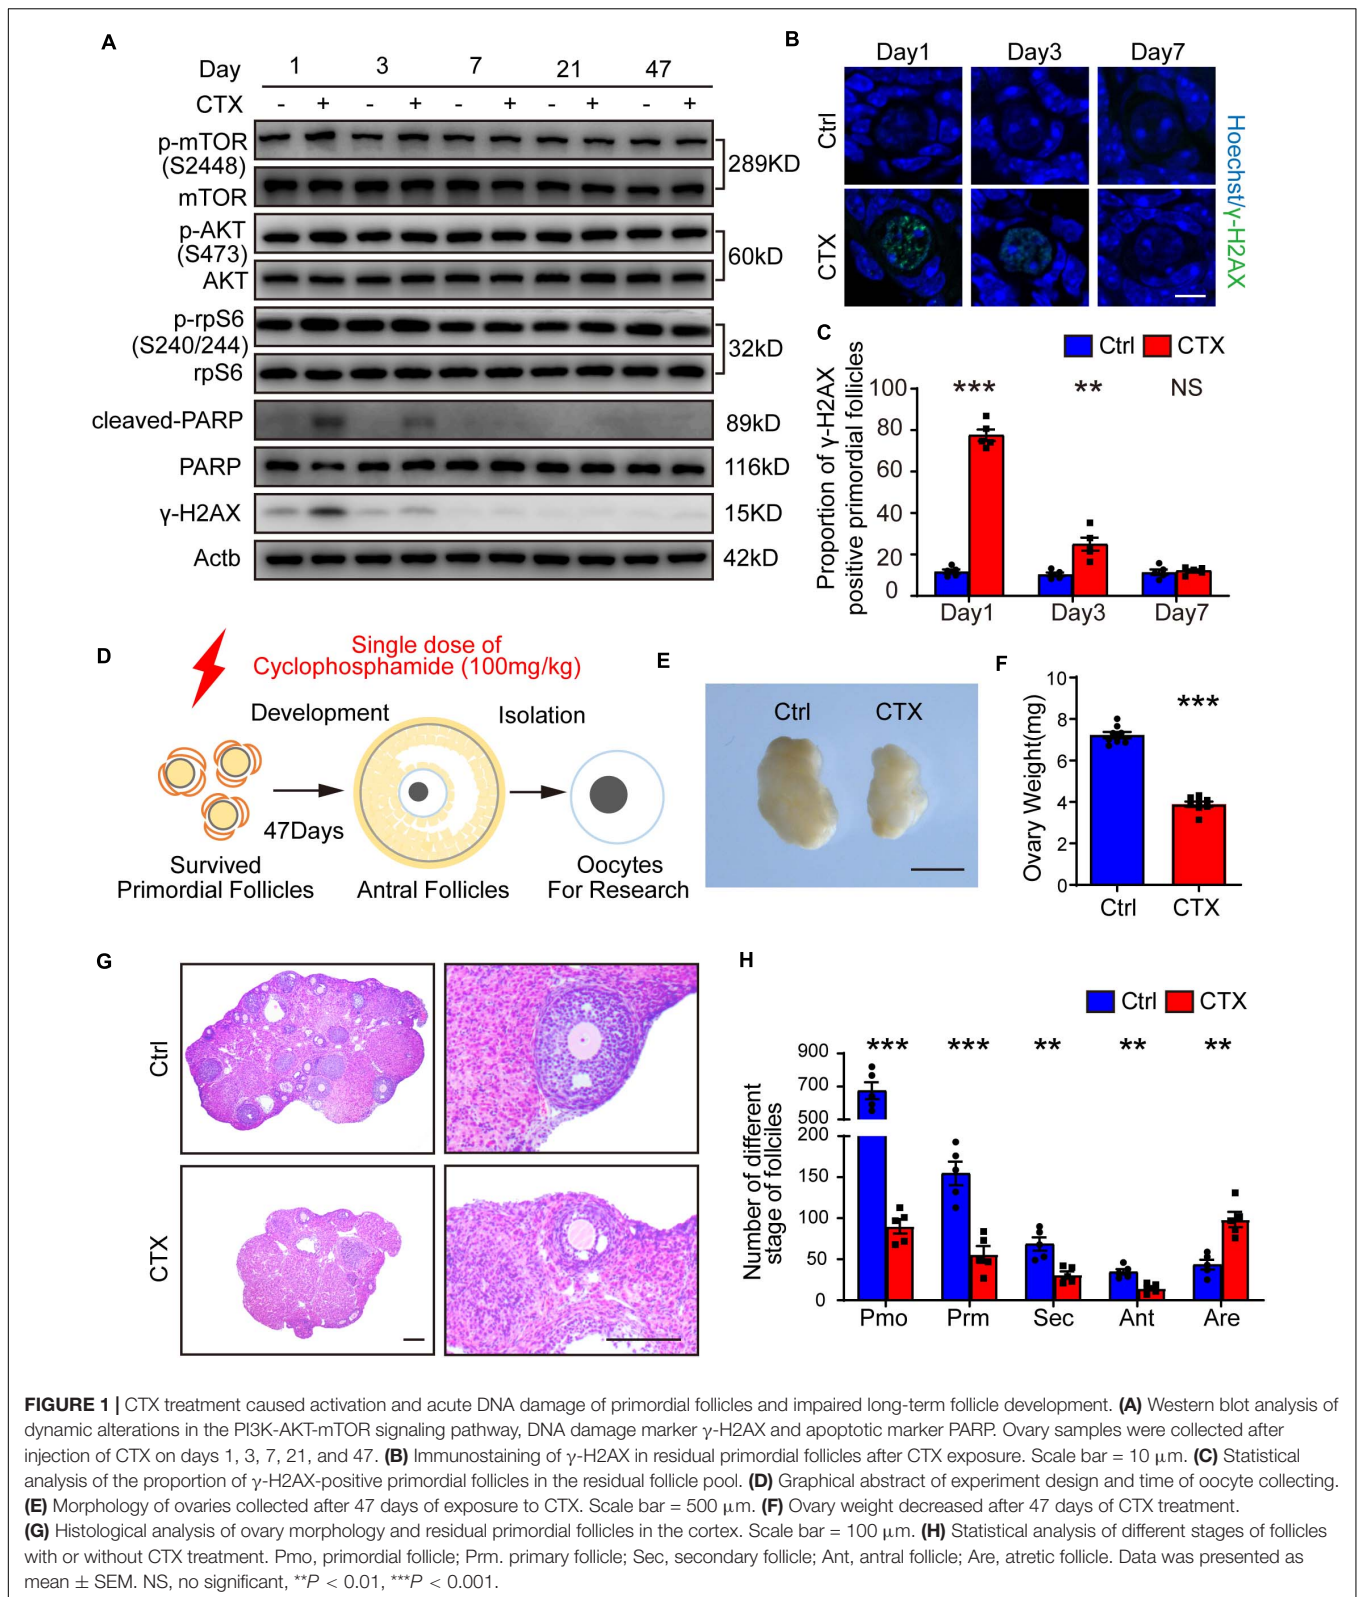 A
Day 1 3 7 21 47
CTX - + - + - + - + - +
p-mTOR
(S2448)
mTOR
289KD
p-AKT
(S473)
AKT
60kD
p-rpS6
(S240/244)
rpS6
32kD
cleaved-PARP 89kD
PARP 116kD
γ-H2AX 15KD
Actb 42kD
B
Day1 Day3 Day7
Ctrl
CTX
Hoechst/γ-H2AX
C
Ctrl CTX
Proportion of γ-H2AX
positive primordial follicles
100
80
60
40
20
0
*** ** NS
Day1 Day3 Day7
D
Single dose of
Cyclophosphamide (100mg/kg)
Development Isolation
47Days
Survived
Primordial Follicles
Antral Follicles
Oocytes
For Research
E
Ctrl CTX
F
Ovary Weight(mg)
10
8
6
4
2
0
***
Ctrl CTX
G
Ctrl
CTX
H
Ctrl CTX
Number of different
stage of follciles
900
700
500
200
150
100
50
0
*** *** ** ** **
Pmo Prm Sec Ant Are
FIGURE 1 | CTX treatment caused activation and acute DNA damage of primordial follicles and impaired long-term follicle development. (A) Western blot analysis of
dynamic alterations in the PI3K-AKT-mTOR signaling pathway, DNA damage marker γ-H2AX and apoptotic marker PARP. Ovary samples were collected after
injection of CTX on days 1, 3, 7, 21, and 47. (B) Immunostaining of γ-H2AX in residual primordial follicles after CTX exposure. Scale bar = 10 μm. (C) Statistical
analysis of the proportion of γ-H2AX-positive primordial follicles in the residual follicle pool. (D) Graphical abstract of experiment design and time of oocyte collecting.
(E) Morphology of ovaries collected after 47 days of exposure to CTX. Scale bar = 500 μm. (F) Ovary weight decreased after 47 days of CTX treatment.
(G) Histological analysis of ovary morphology and residual primordial follicles in the cortex. Scale bar = 100 μm. (H) Statistical analysis of different stages of follicles
with or without CTX treatment. Pmo, primordial follicle; Prm. primary follicle; Sec, secondary follicle; Ant, antral follicle; Are, atretic follicle. Data was presented as
mean ± SEM. NS, no significant, **P < 0.01, ***P < 0.001.